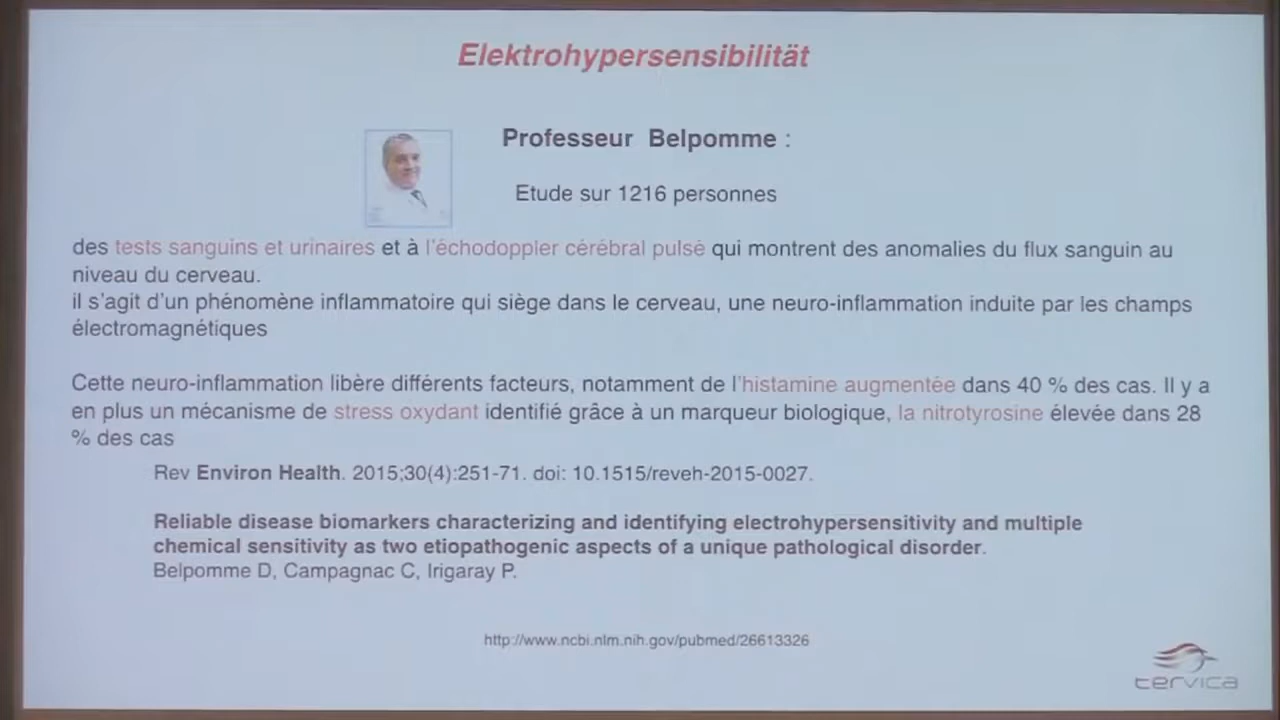 Elektrohypersensibilität
Professeur Belpomme :
Etude sur 1216 personnes
des tests sanguins et urinaires et à l'échodoppler cérébral pulsé qui montrent des anomalies du flux sanguin au
niveau du cerveau.
il s'agit d'un phénomène inflammatoire qui siège dans le cerveau, une neuro-inflammation induite par les champs
électromagnétiques
Cette neuro-inflammation libère différents facteurs, notamment de l'histamine augmentée dans 40 % des cas. Il y a
en plus un mécanisme de stress oxydant identifié grâce à un marqueur biologique, la nitrotyrosine élevée dans 28
% des cas
Rev Environ Health. 2015;30(4):251-71. doi: 10.1515/reveh-2015-0027.
Reliable disease biomarkers characterizing and identifying electrohypersensitivity and multiple
chemical sensitivity as two etiopathogenic aspects of a unique pathological disorder.
Belpomme D, Campagnac C, Irigaray P.
http://www.ncbi.nlm.nih.gov/pubmed/26613326
tervica